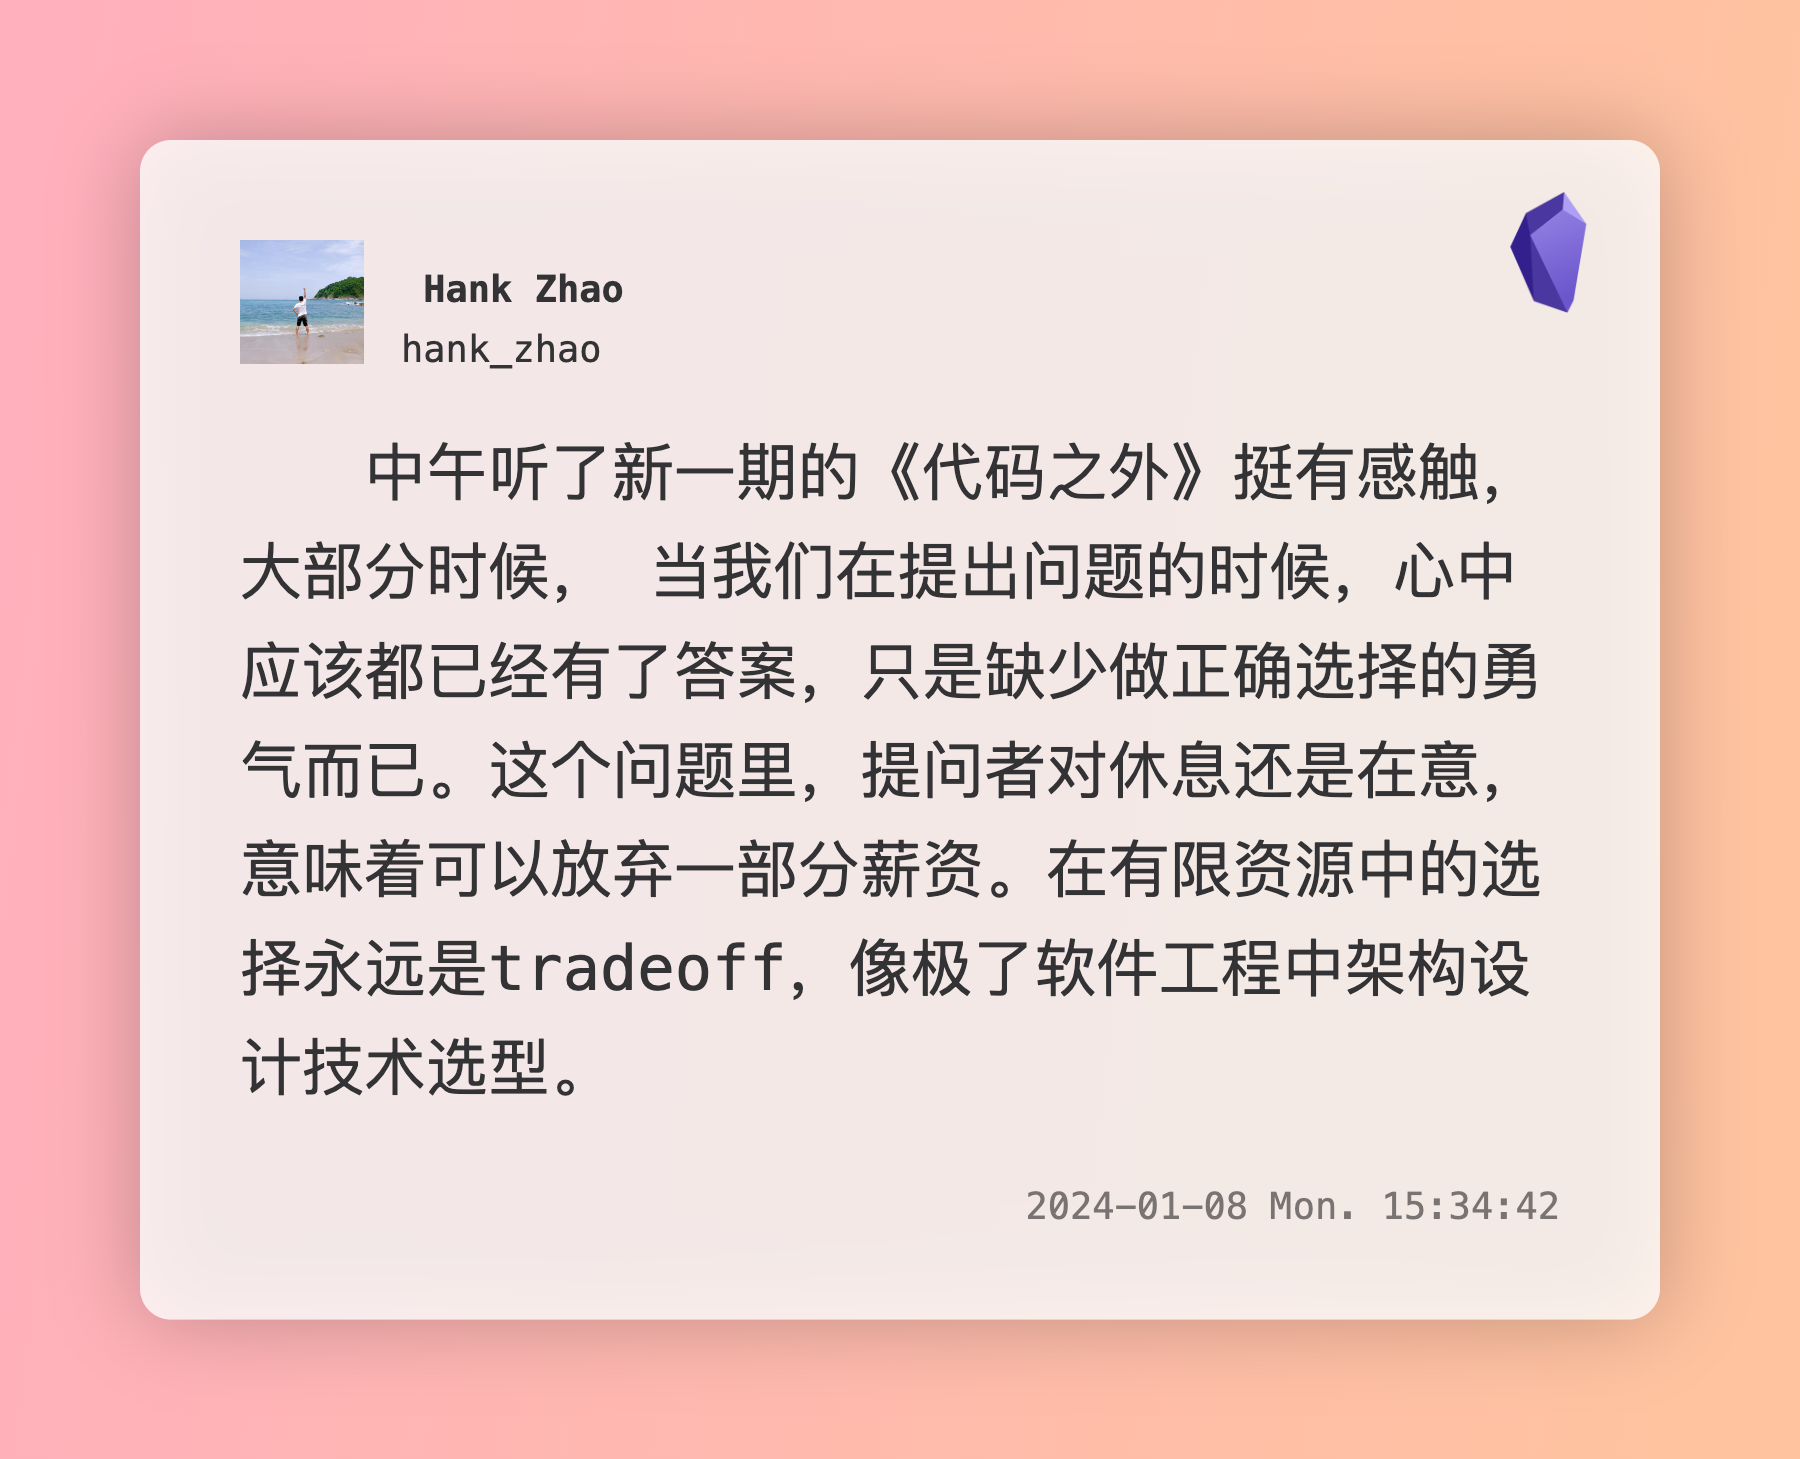 Hank Zhao
hank_zhao
中午听了新一期的《代码之外》挺有感触，
大部分时候， 当我们在提出问题的时候，心中
应该都已经有了答案，只是缺少做正确选择的勇
气而已。这个问题里，提问者对休息还是在意，
意味着可以放弃一部分薪资。在有限资源中的选
择永远是tradeoff，像极了软件工程中架构设
计技术选型。
2024-01-08 Mon. 15:34:42